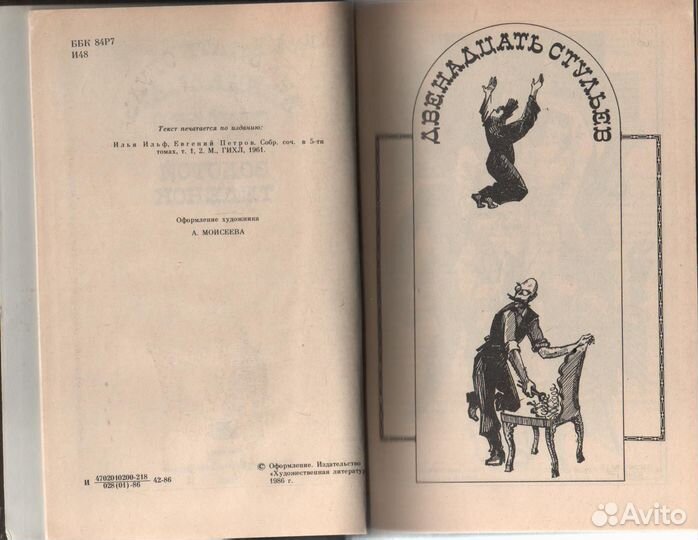 ББК 84Р7
И48
Текст печатается по изданию:
Илья Ильф, Евгений Петров. Собр. соч. в 5-ти
томах, т. 1, 2. М., ГИХЛ, 1961.
Оформление художника
А. МОИСЕЕВА
И 4702010200-218 42-86
028(01)-86
© Оформление. Издательство
«Художественная литерату
1986 г.
ДВЕНАДЦАТЬ СТУЛЬЕВ
Avito